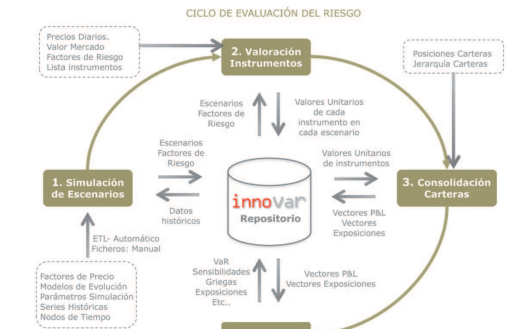 CICLO DE EVALUACIÓN DEL RIESGO
Precios Diarios.
Valor Mercado
Factores de Riesgo
Lista instrumentos
2. Valoración
Instrumentos
Posiciones Carteras
Jerarquía Carteras
Escenarios
Factores de
Riesgo
Valores Unitarios
de cada
instrumento en
cada escenario
Escenarios
Factores de
Riesgo
Valores Unitarios
de instrumentos
1. Simulación
de Escenarios
innovar
Repositorio
3. Consolidación
Carteras
Datos
históricos
Vectores P&L
Vectores
Exposiciones
ETL- Automático
Ficheros: Manual
VaR
Sensibilidades
Griegas
Exposiciones
Etc..
Vectores P&L
Vectores Exposiciones
Factores de Precio
Modelos de Evolución
Parámetros Simulación
Series Históricas
Nodos de Tiempo